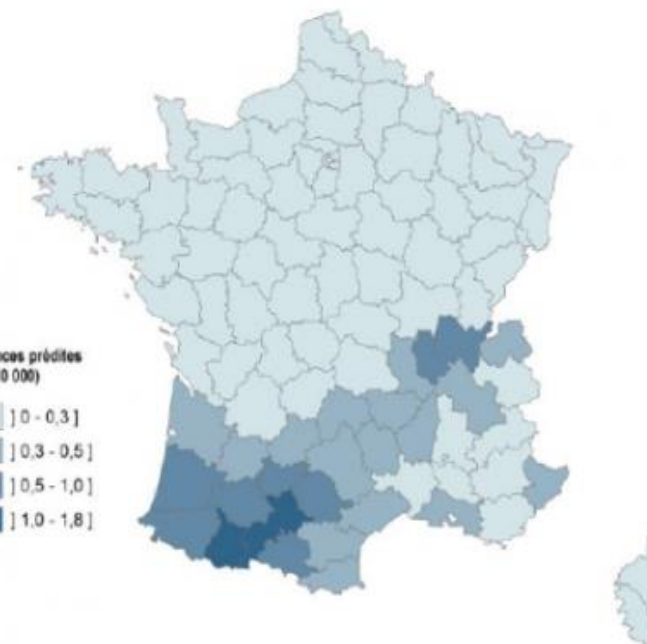 ces prédites
0 000)
] 0 - 0,3 ]
] 0,3 - 0,5 ]
] 0,5 - 1,0 ]
] 1,0 - 1,8 ]